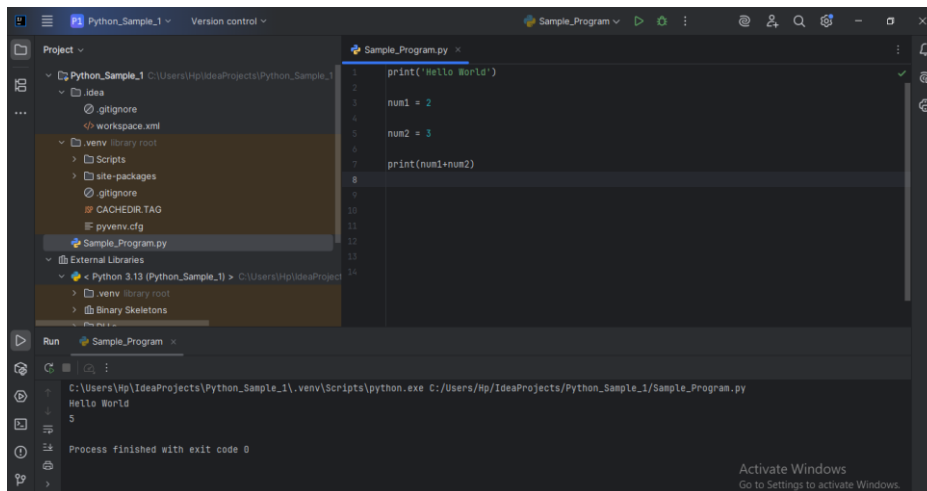 P1 Python_Sample_1 Version control Sample_Program
Project
Python_Sample_1 C:\Users\Hp\IdeaProjects\Python_Sample_1
.idea
.gitignore
</> workspace.xml
.venv library root
Scripts
site-packages
.gitignore
CACHEDIR.TAG
pyvenv.cfg
Sample_Program.py
External Libraries
< Python 3.13 (Python_Sample_1) > C:\Users\Hp\IdeaProject
.venv library root
Binary Skeletons
Sample_Program.py
1 print('Hello World')
2
3 num1 = 2
4
5 num2 = 3
6
7 print(num1+num2)
8
9
10
11
12
13
14
Run Sample_Program
C:\Users\Hp\IdeaProjects\Python_Sample_1\.venv\Scripts\python.exe C:/Users/Hp/IdeaProjects/Python_Sample_1/Sample_Program.py
Hello World
5
Process finished with exit code 0
Activate Windows
Go to Settings to activate Windows.